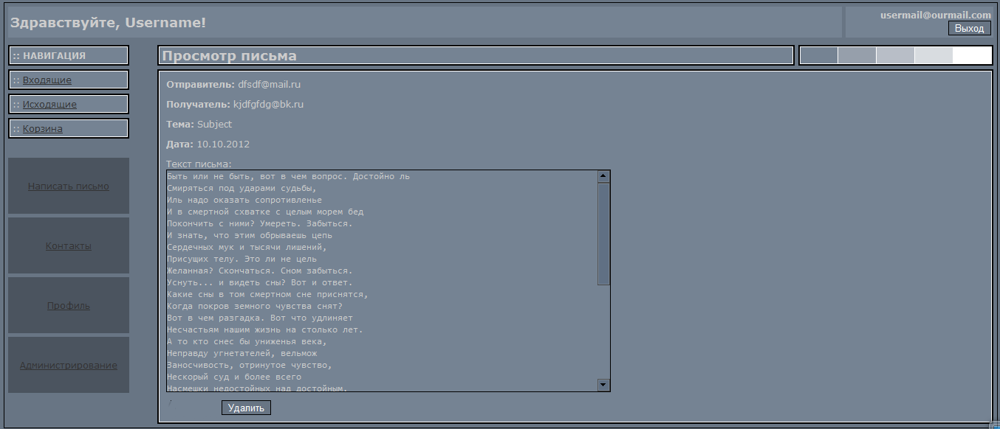 Здравствуйте, Username!
usermail@ourmail.com
Выход
:: НАВИГАЦИЯ
:: Входящие
:: Исходящие
:: Корзина
Написать письмо
Контакты
Профиль
Администрирование
Просмотр письма
Отправитель: dfsdf@mail.ru
Получатель: kjdfgfdg@bk.ru
Тема: Subject
Дата: 10.10.2012
Текст письма:
Быть или не быть, вот в чем вопрос. Достойно ль
Смиряться под ударами судьбы,
Иль надо оказать сопротивленье
И в смертной схватке с целым морем бед
Покончить с ними? Умереть. Забыться.
И знать, что этим обрываешь цепь
Сердечных мук и тысячи лишений,
Присущих телу. Это ли не цель
Желанная? Скончаться. Сном забыться.
Уснуть... и видеть сны? Вот и ответ.
Какие сны в том смертном сне приснятся,
Когда покров земного чувства снят?
Вот в чем разгадка. Вот что удлиняет
Несчастьям нашим жизнь на столько лет.
А то кто снес бы униженья века,
Неправду угнетателей, вельмож
Заносчивость, отринутое чувство,
Нескорый суд и более всего
Насмешки недостойных над достойным,
Удалить